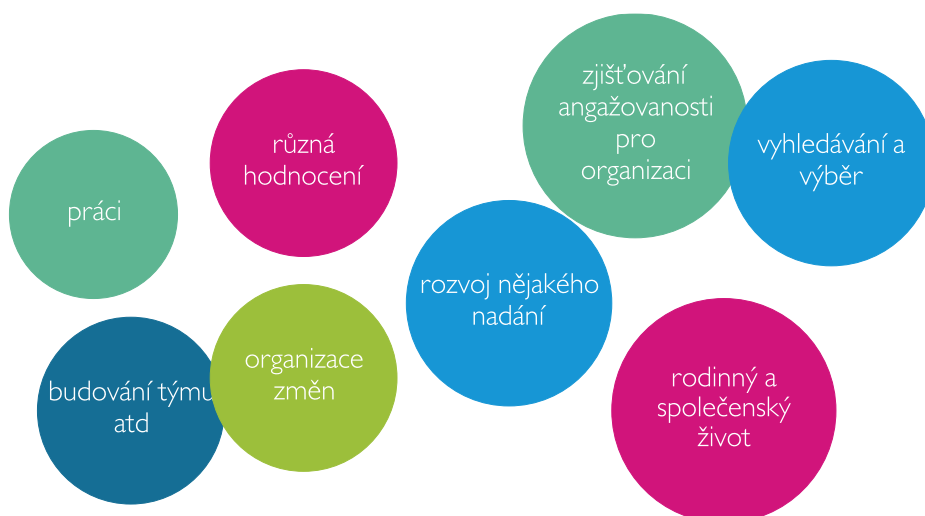 zjišťování
angažovanosti
pro
organizaci
různá
hodnocení
vyhledávání a
výběr
práci
rozvoj nějakého
nadání
organizace
změn
budování týmu
atd
rodinný a
společenský
život